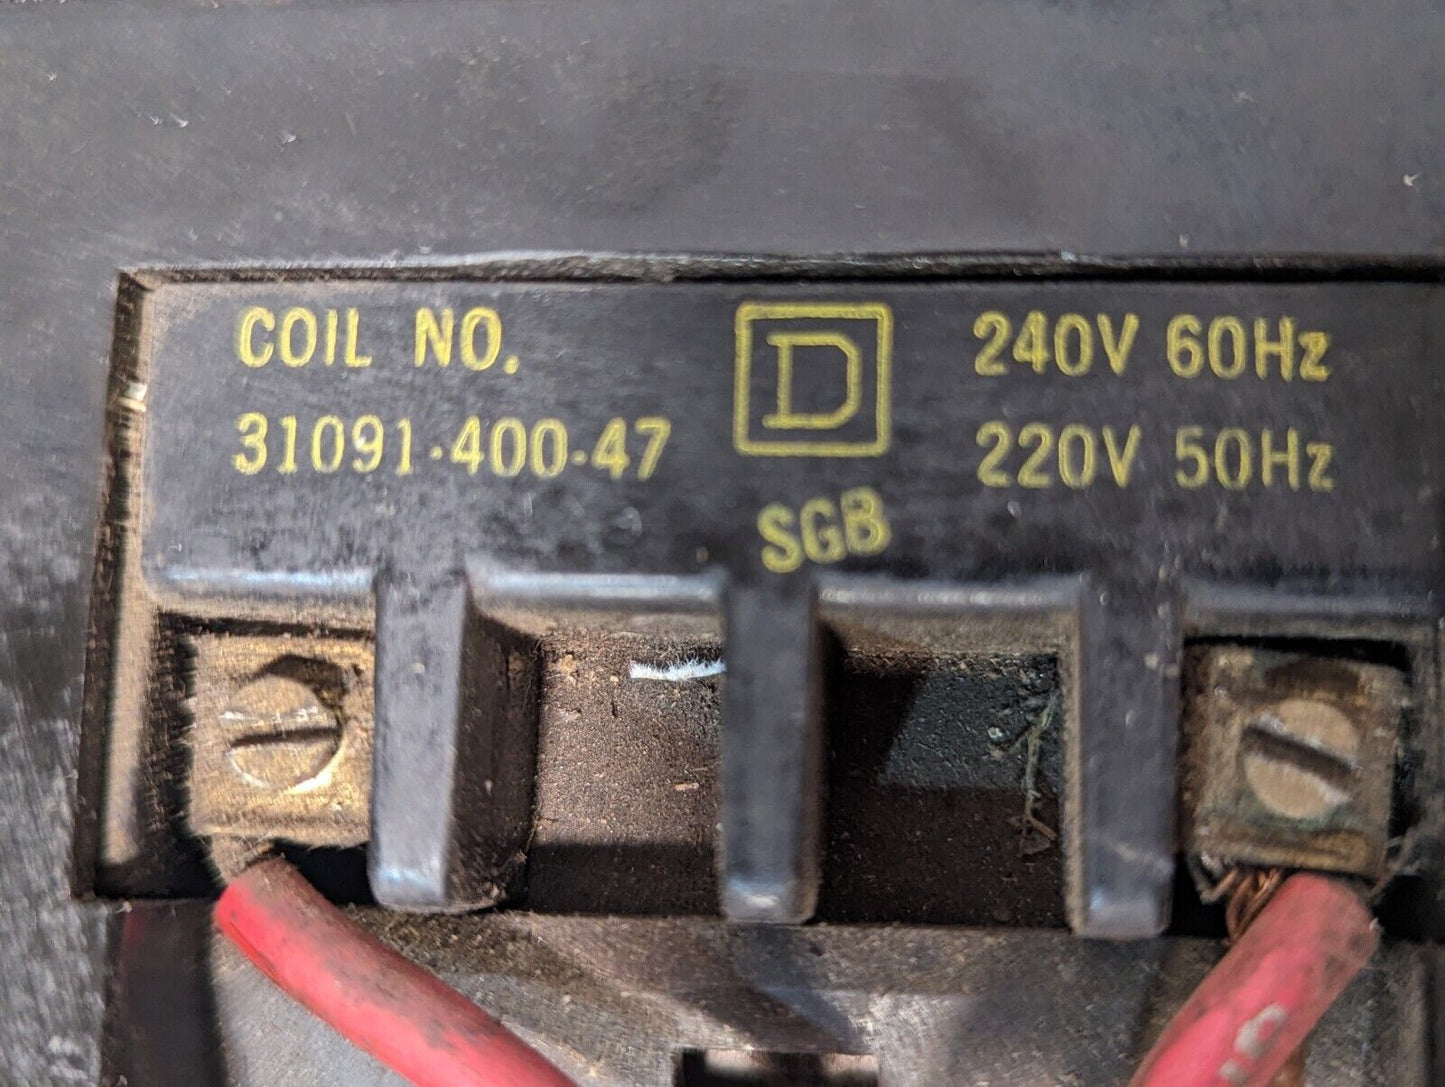 COIL NO.
31091-400-47
D
SGB
240V 60Hz
220V 50Hz